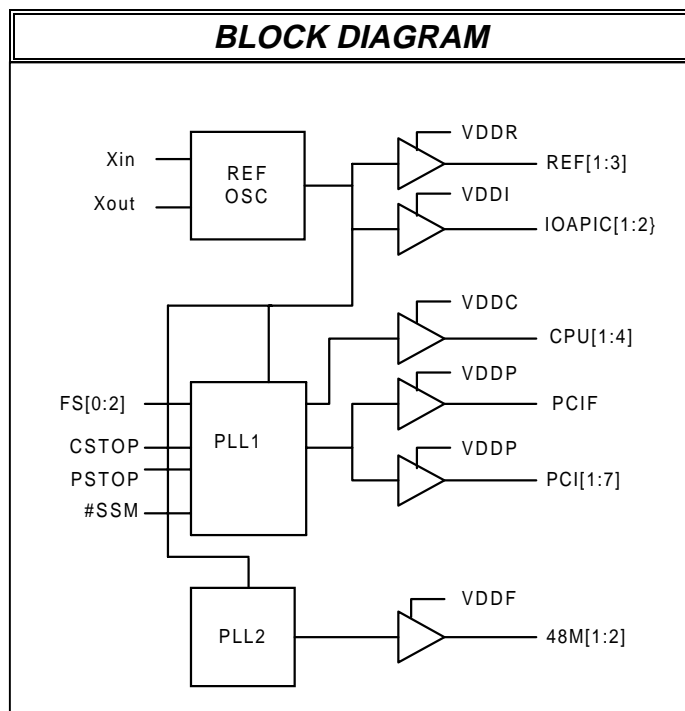 BLOCK DIAGRAM
VDDR
Xin
REF
OSC
REF[1:3]
Xout
VDDI
IOAPIC[1:2}
VDDC
CPU[1:4]
VDDP
FS[0:2]
PCIF
CSTOP
PLL1
VDDP
PSTOP
PCI[1:7]
#SSM
VDDF
PLL2
48M[1:2]